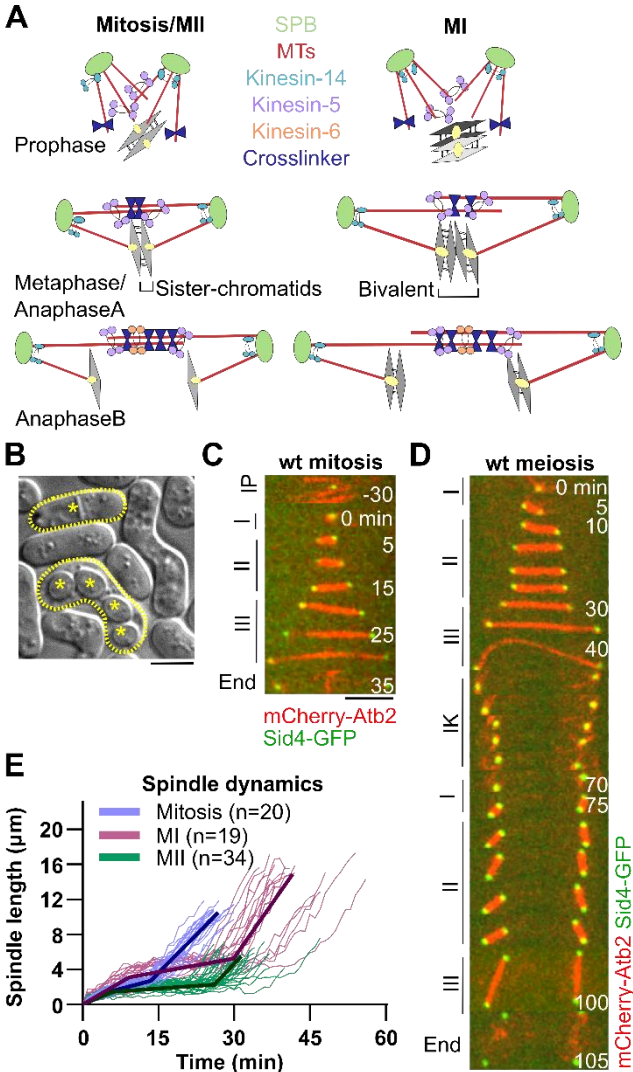 A
Mitosis/MII
SPB
MTs
Kinesin-14
Kinesin-5
Kinesin-6
Crosslinker
MI
Prophase
Metaphase/
AnaphaseA
Sister-chromatids
Bivalent
AnaphaseB
B
*
*
*
*
*
C
wt mitosis
IP
-30
I
0 min
5
II
15
III
25
End
35
mCherry-Atb2
Sid4-GFP
D
wt meiosis
I
0 min
5
10
II
30
III
40
IK
70
I
75
II
III
100
End
105
mCherry-Atb2 Sid4-GFP
E
Spindle dynamics
Mitosis (n=20)
MI (n=19)
MII (n=34)
Spindle length (µm)
20
16
12
8
4
0
0
15
30
45
60
Time (min)